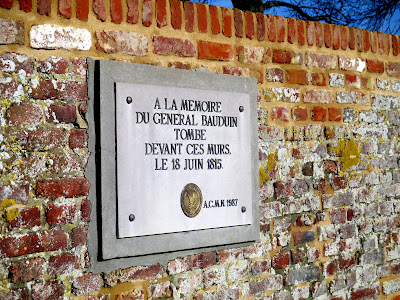 A LA MEMOIRE
DU GENERAL BAUDUIN
TOMBE
DEVANT CES MURS.
LE 18 JUIN 1815.
A.C.M.N 1987